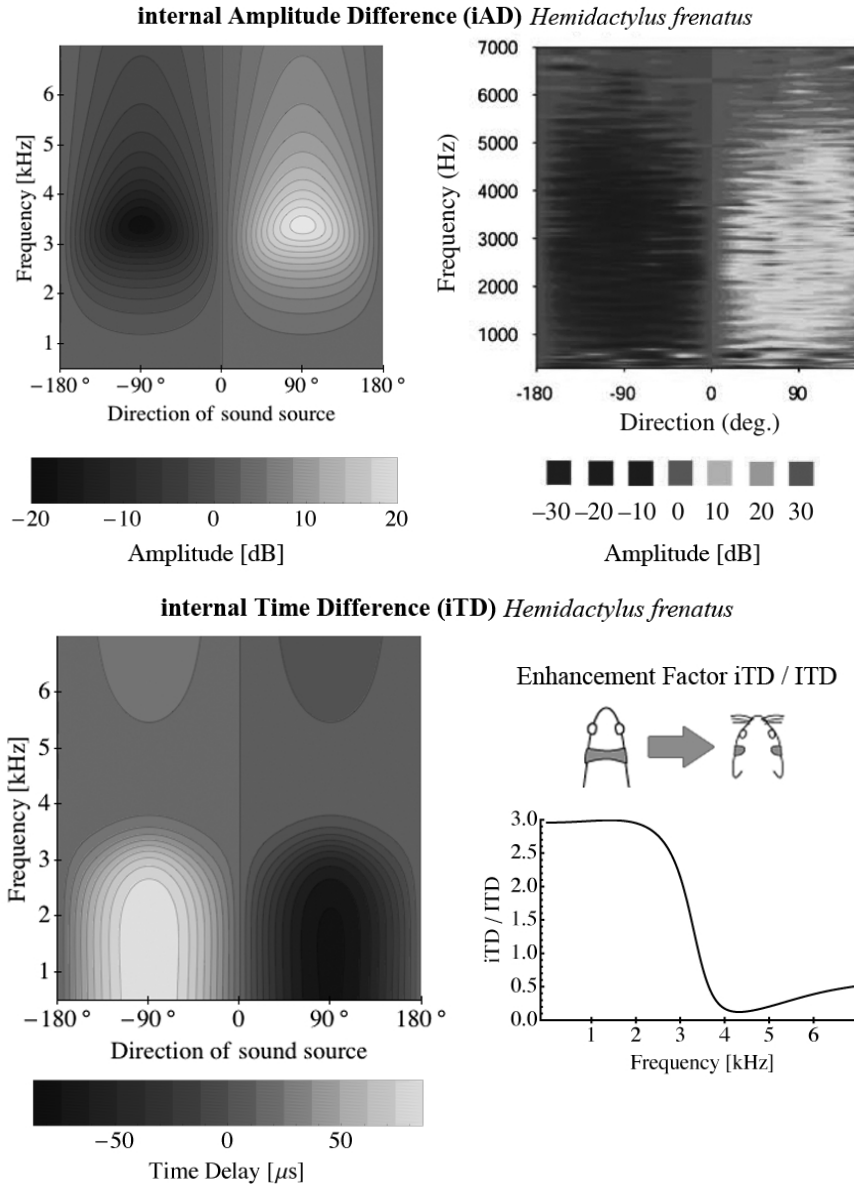 internal Amplitude Difference (iAD) Hemidactylus frenatus
Frequency [kHz]
6
5
4
3
2
1
−180° −90° 0 90° 180°
Direction of sound source
−20 −10 0 10 20
Amplitude [dB]
Frequency (Hz)
7000
6000
5000
4000
3000
2000
1000
-180 -90 0 90
Direction (deg.)
−30 −20 −10 0 10 20 30
Amplitude [dB]
internal Time Difference (iTD) Hemidactylus frenatus
Frequency [kHz]
6
5
4
3
2
1
−180° −90° 0 90° 180°
Direction of sound source
−50 0 50
Time Delay [μs]
Enhancement Factor iTD / ITD
iTD / ITD
3.0
2.5
2.0
1.5
1.0
0.5
0.0
1 2 3 4 5 6
Frequency [kHz]